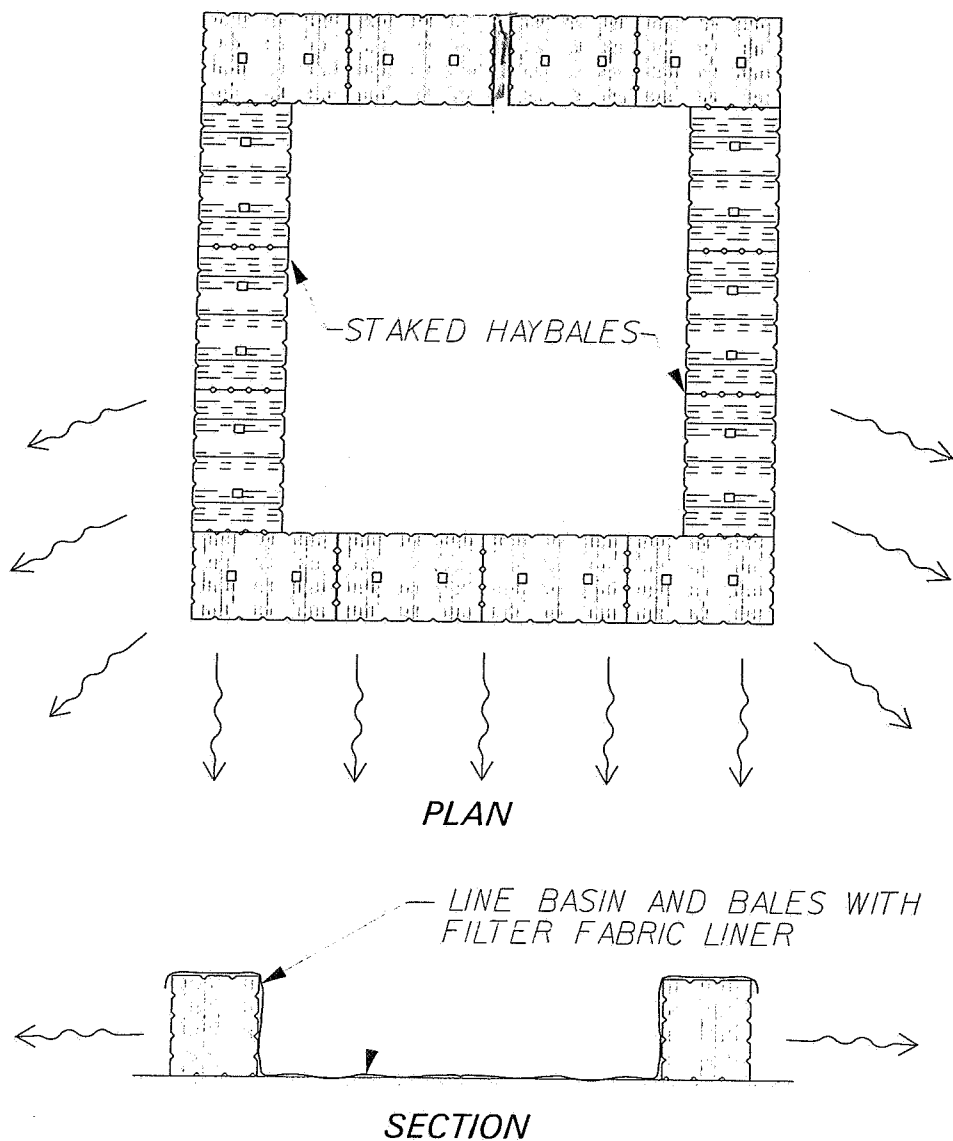 STAKED HAYBALES
PLAN
LINE BASIN AND BALES WITH
FILTER FABRIC LINER
SECTION